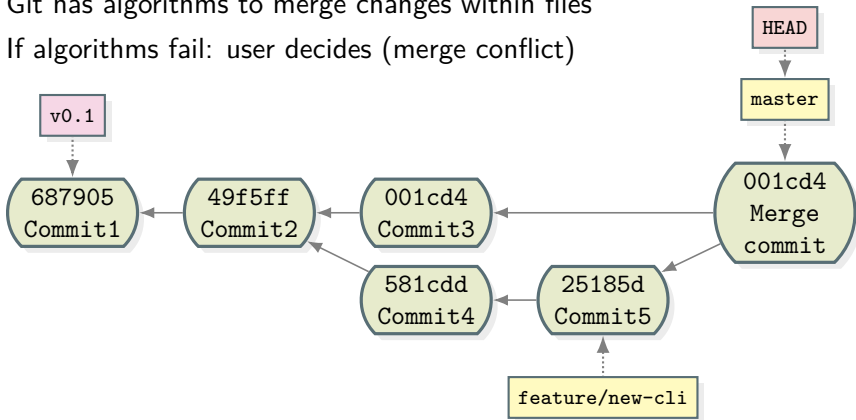 Git has algorithms to merge changes within files
If algorithms fail: user decides (merge conflict)
HEAD
master
v0.1
687905
Commit1
49f5ff
Commit2
001cd4
Commit3
001cd4
Merge
commit
581cdd
Commit4
25185d
Commit5
feature/new-cli